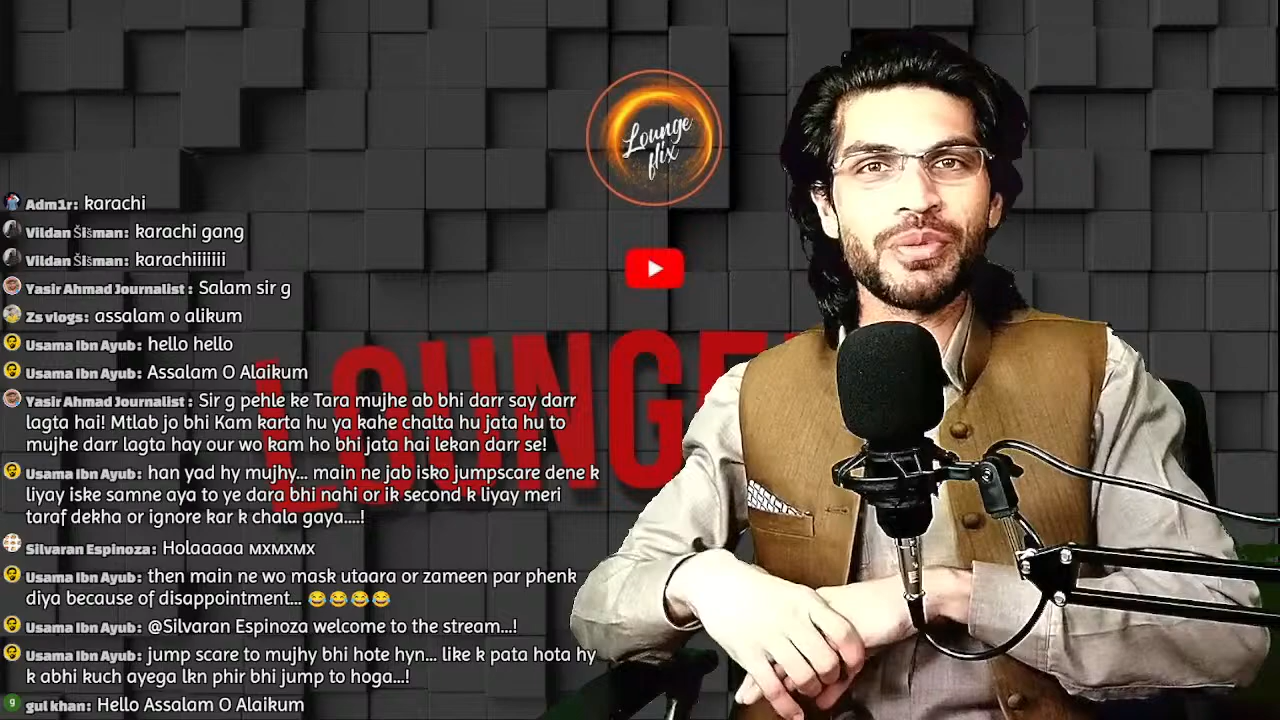 Lounge
flix
Adm1r: karachi
Vildan ŠIšman: karachi gang
Vildan ŠIšman: karachiiiiiii
Yasir Ahmad Journalist : Salam sir g
Zs vlogs: assalam o alikum
Usama Ibn Ayub: hello hello
Usama Ibn Ayub: Assalam O Alaikum
Yasir Ahmad Journalist : Sir g pehle ke Tara mujhe ab bhi darr say darr
lagta hai! Mtlab jo bhi Kam karta hu ya kahe chalta hu jata hu to
mujhe darr lagta hay our wo kam ho bhi jata hai lekan darr se!
Usama Ibn Ayub: han yad hy mujhy... main ne jab isko jumpscare dene k
liyay iske samne aya to ye dara bhi nahi or ik second k liyay meri
taraf dekha or ignore kar k chala gaya....!
Silvaran Espinoza: Holaaaaa мxмxмx
Usama Ibn Ayub: then main ne wo mask utaara or zameen par phenk
diya because of disappointment... 😂😂😂😂
Usama Ibn Ayub: @Silvaran Espinoza welcome to the stream...!
Usama Ibn Ayub: jump scare to mujhy bhi hote hyn... like k pata hota hy
k abhi kuch ayega lkn phir bhi jump to hoga...!
g gul khan: Hello Assalam O Alaikum